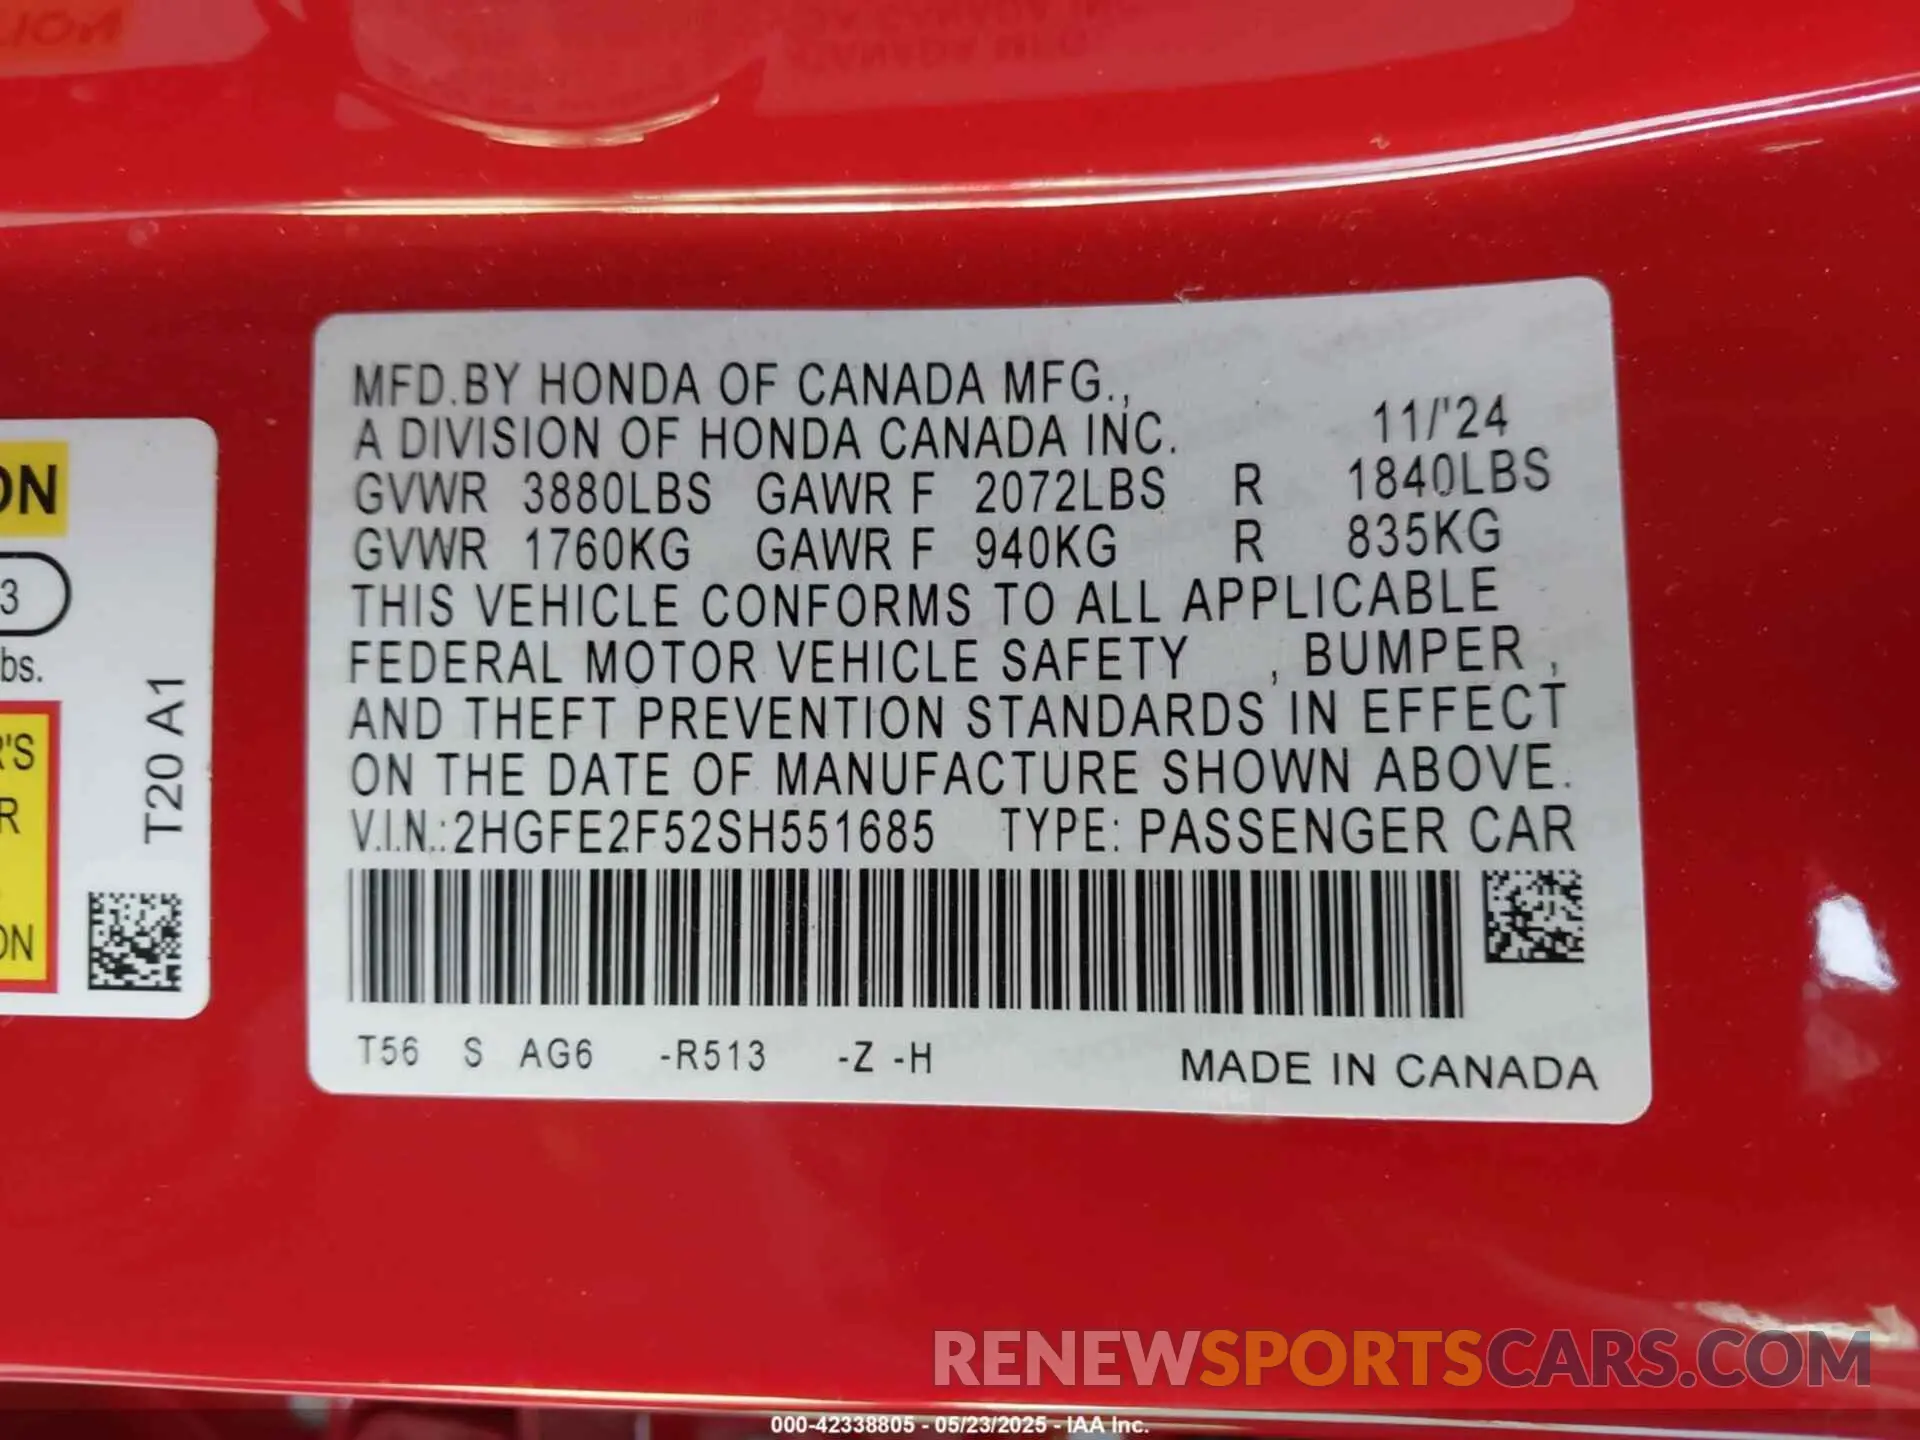 MFD.BY HONDA OF CANADA MFG.,
A DIVISION OF HONDA CANADA INC. 11/'24
GVWR 3880LBS GAWR F 2072LBS R 1840LBS
GVWR 1760KG GAWR F 940KG R 835KG
THIS VEHICLE CONFORMS TO ALL APPLICABLE
FEDERAL MOTOR VEHICLE SAFETY , BUMPER ,
AND THEFT PREVENTION STANDARDS IN EFFECT
ON THE DATE OF MANUFACTURE SHOWN ABOVE.
V.I.N.:2HGFE2F52SH551685 TYPE: PASSENGER CAR
T56 S AG6 -R513 -Z -H MADE IN CANADA
ON
3
bs.
R'S
R
ON
T20 A1
RENEWSPORTSCARS.COM
000-42338805 - 05/23/2025 - IAA Inc.